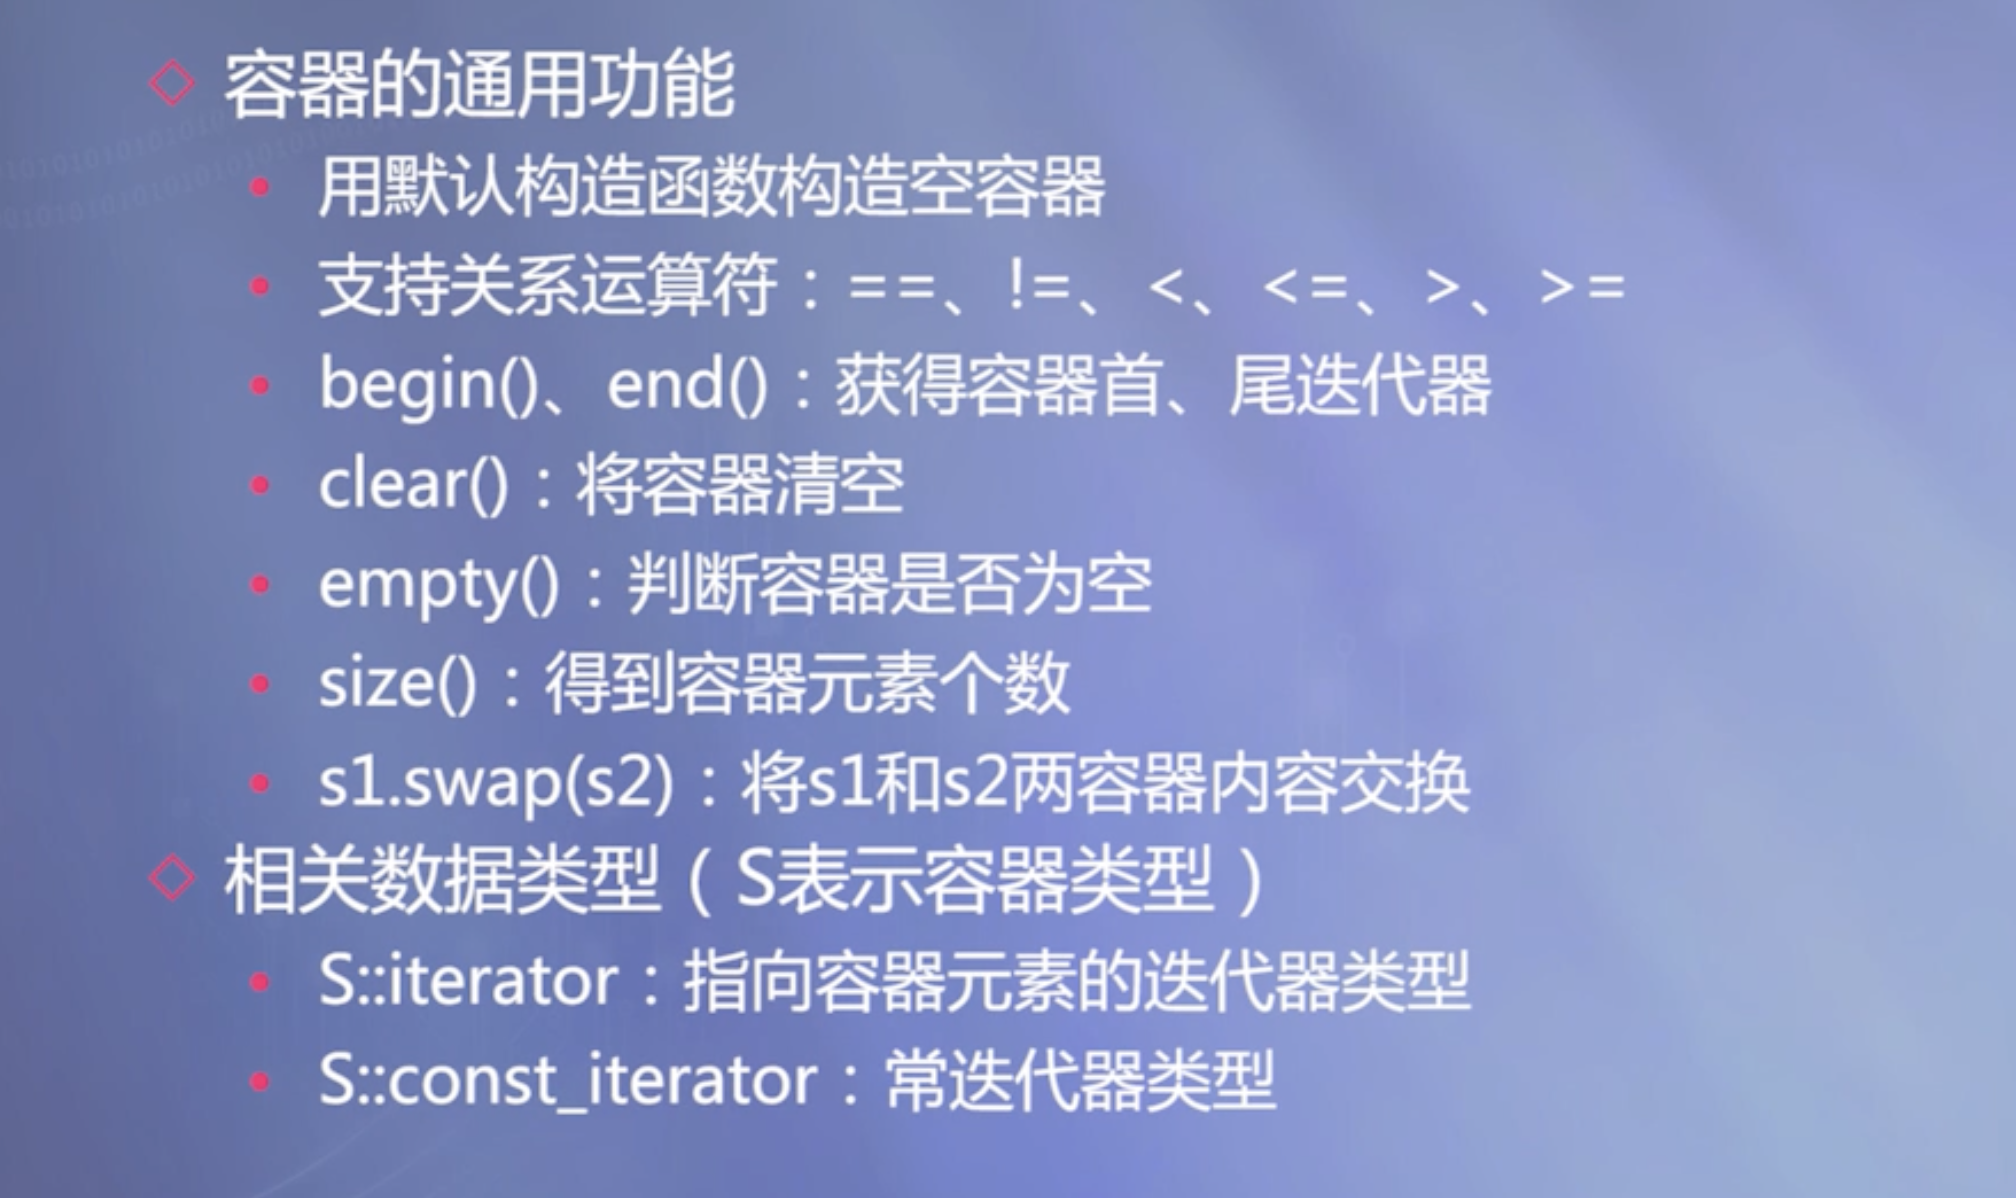 容器的通用功能
用默认构造函数构造空容器
支持关系运算符：==、!=、<、<=、>、>=
begin()、end()：获得容器首、尾迭代器
clear()：将容器清空
empty()：判断容器是否为空
size()：得到容器元素个数
s1.swap(s2)：将s1和s2两容器内容交换
相关数据类型（S表示容器类型）
S::iterator：指向容器元素的迭代器类型
S::const_iterator：常迭代器类型